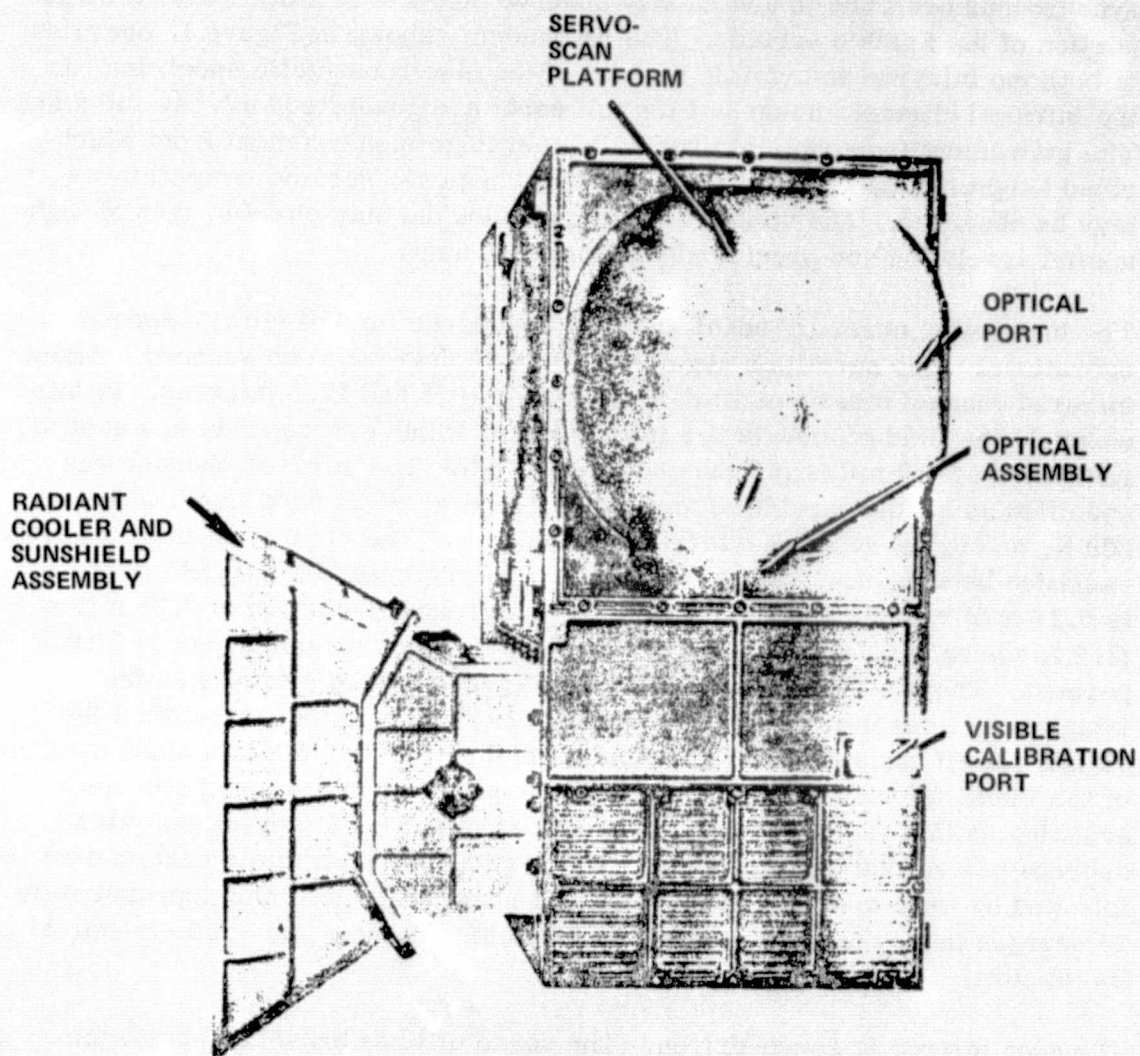 SERVO-
SCAN
PLATFORM
OPTICAL
PORT
OPTICAL
ASSEMBLY
RADIANT
COOLER AND
SUNSHIELD
ASSEMBLY
VISIBLE
CALIBRATION
PORT